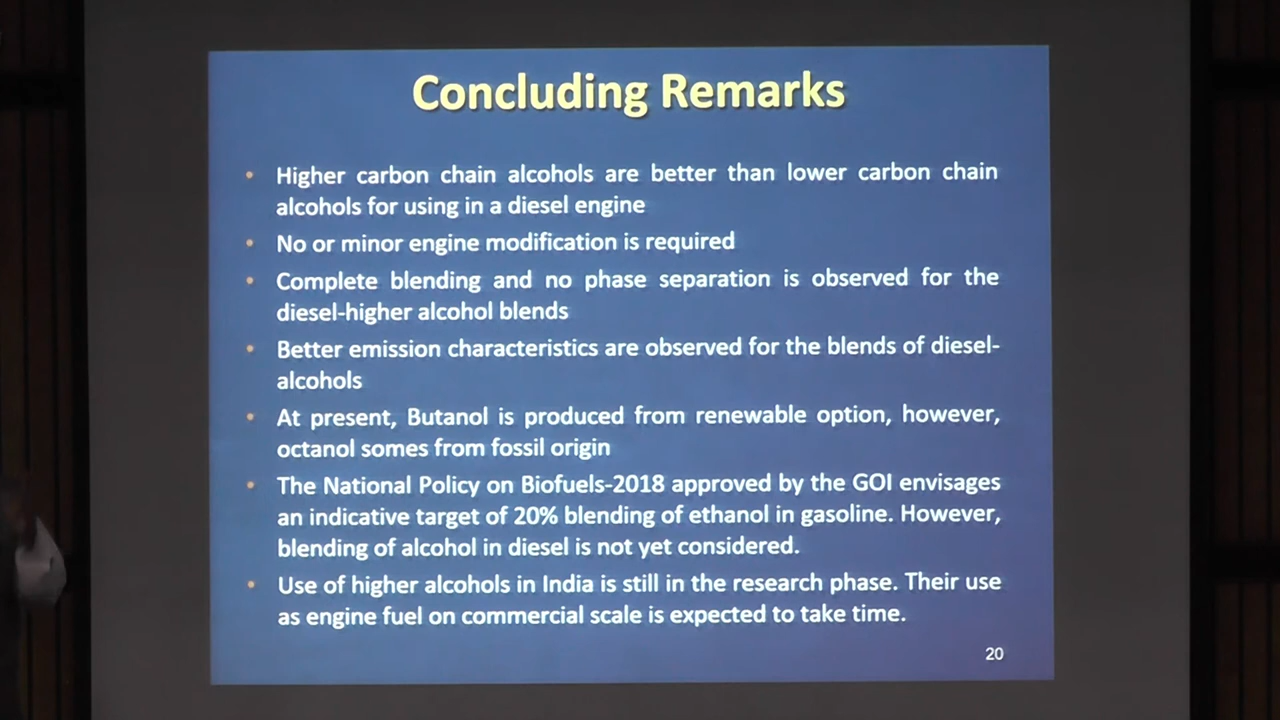 Concluding Remarks
• Higher carbon chain alcohols are better than lower carbon chain
alcohols for using in a diesel engine
• No or minor engine modification is required
• Complete blending and no phase separation is observed for the
diesel-higher alcohol blends
• Better emission characteristics are observed for the blends of diesel-
alcohols
• At present, Butanol is produced from renewable option, however,
octanol somes from fossil origin
• The National Policy on Biofuels-2018 approved by the GOI envisages
an indicative target of 20% blending of ethanol in gasoline. However,
blending of alcohol in diesel is not yet considered.
• Use of higher alcohols in India is still in the research phase. Their use
as engine fuel on commercial scale is expected to take time.
20